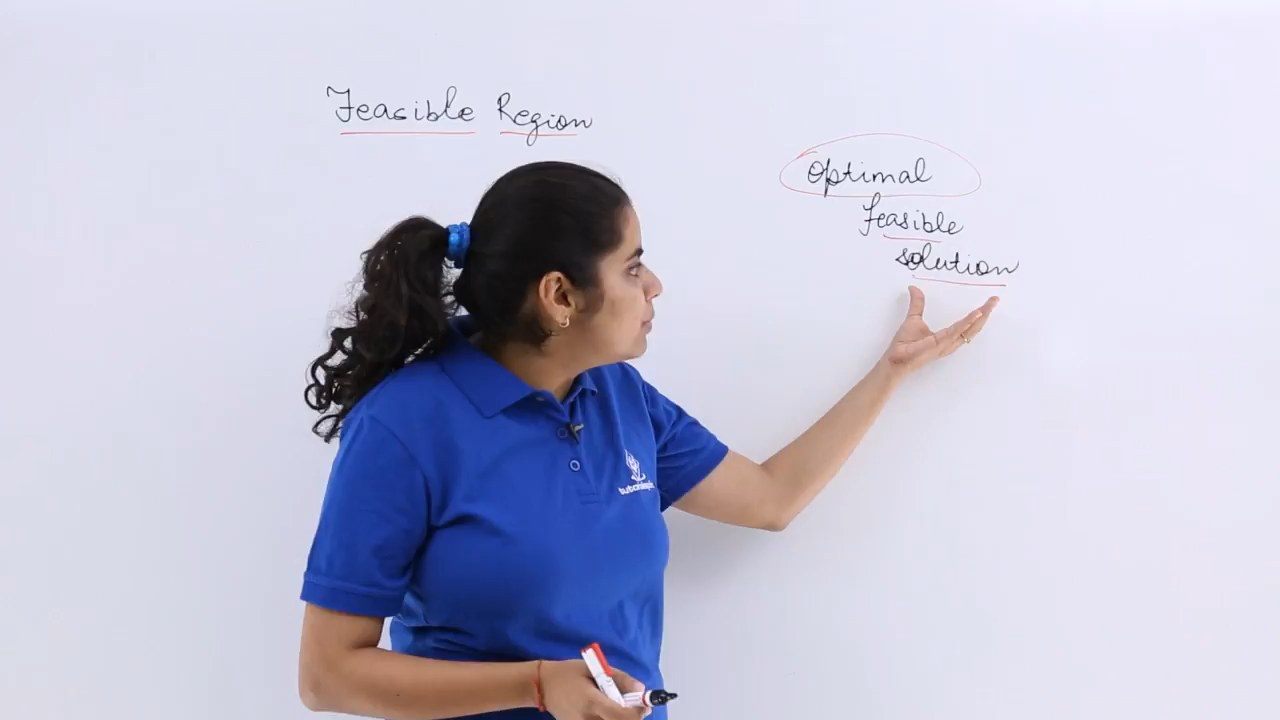 Feasible Region
Optimal
feasible
solution